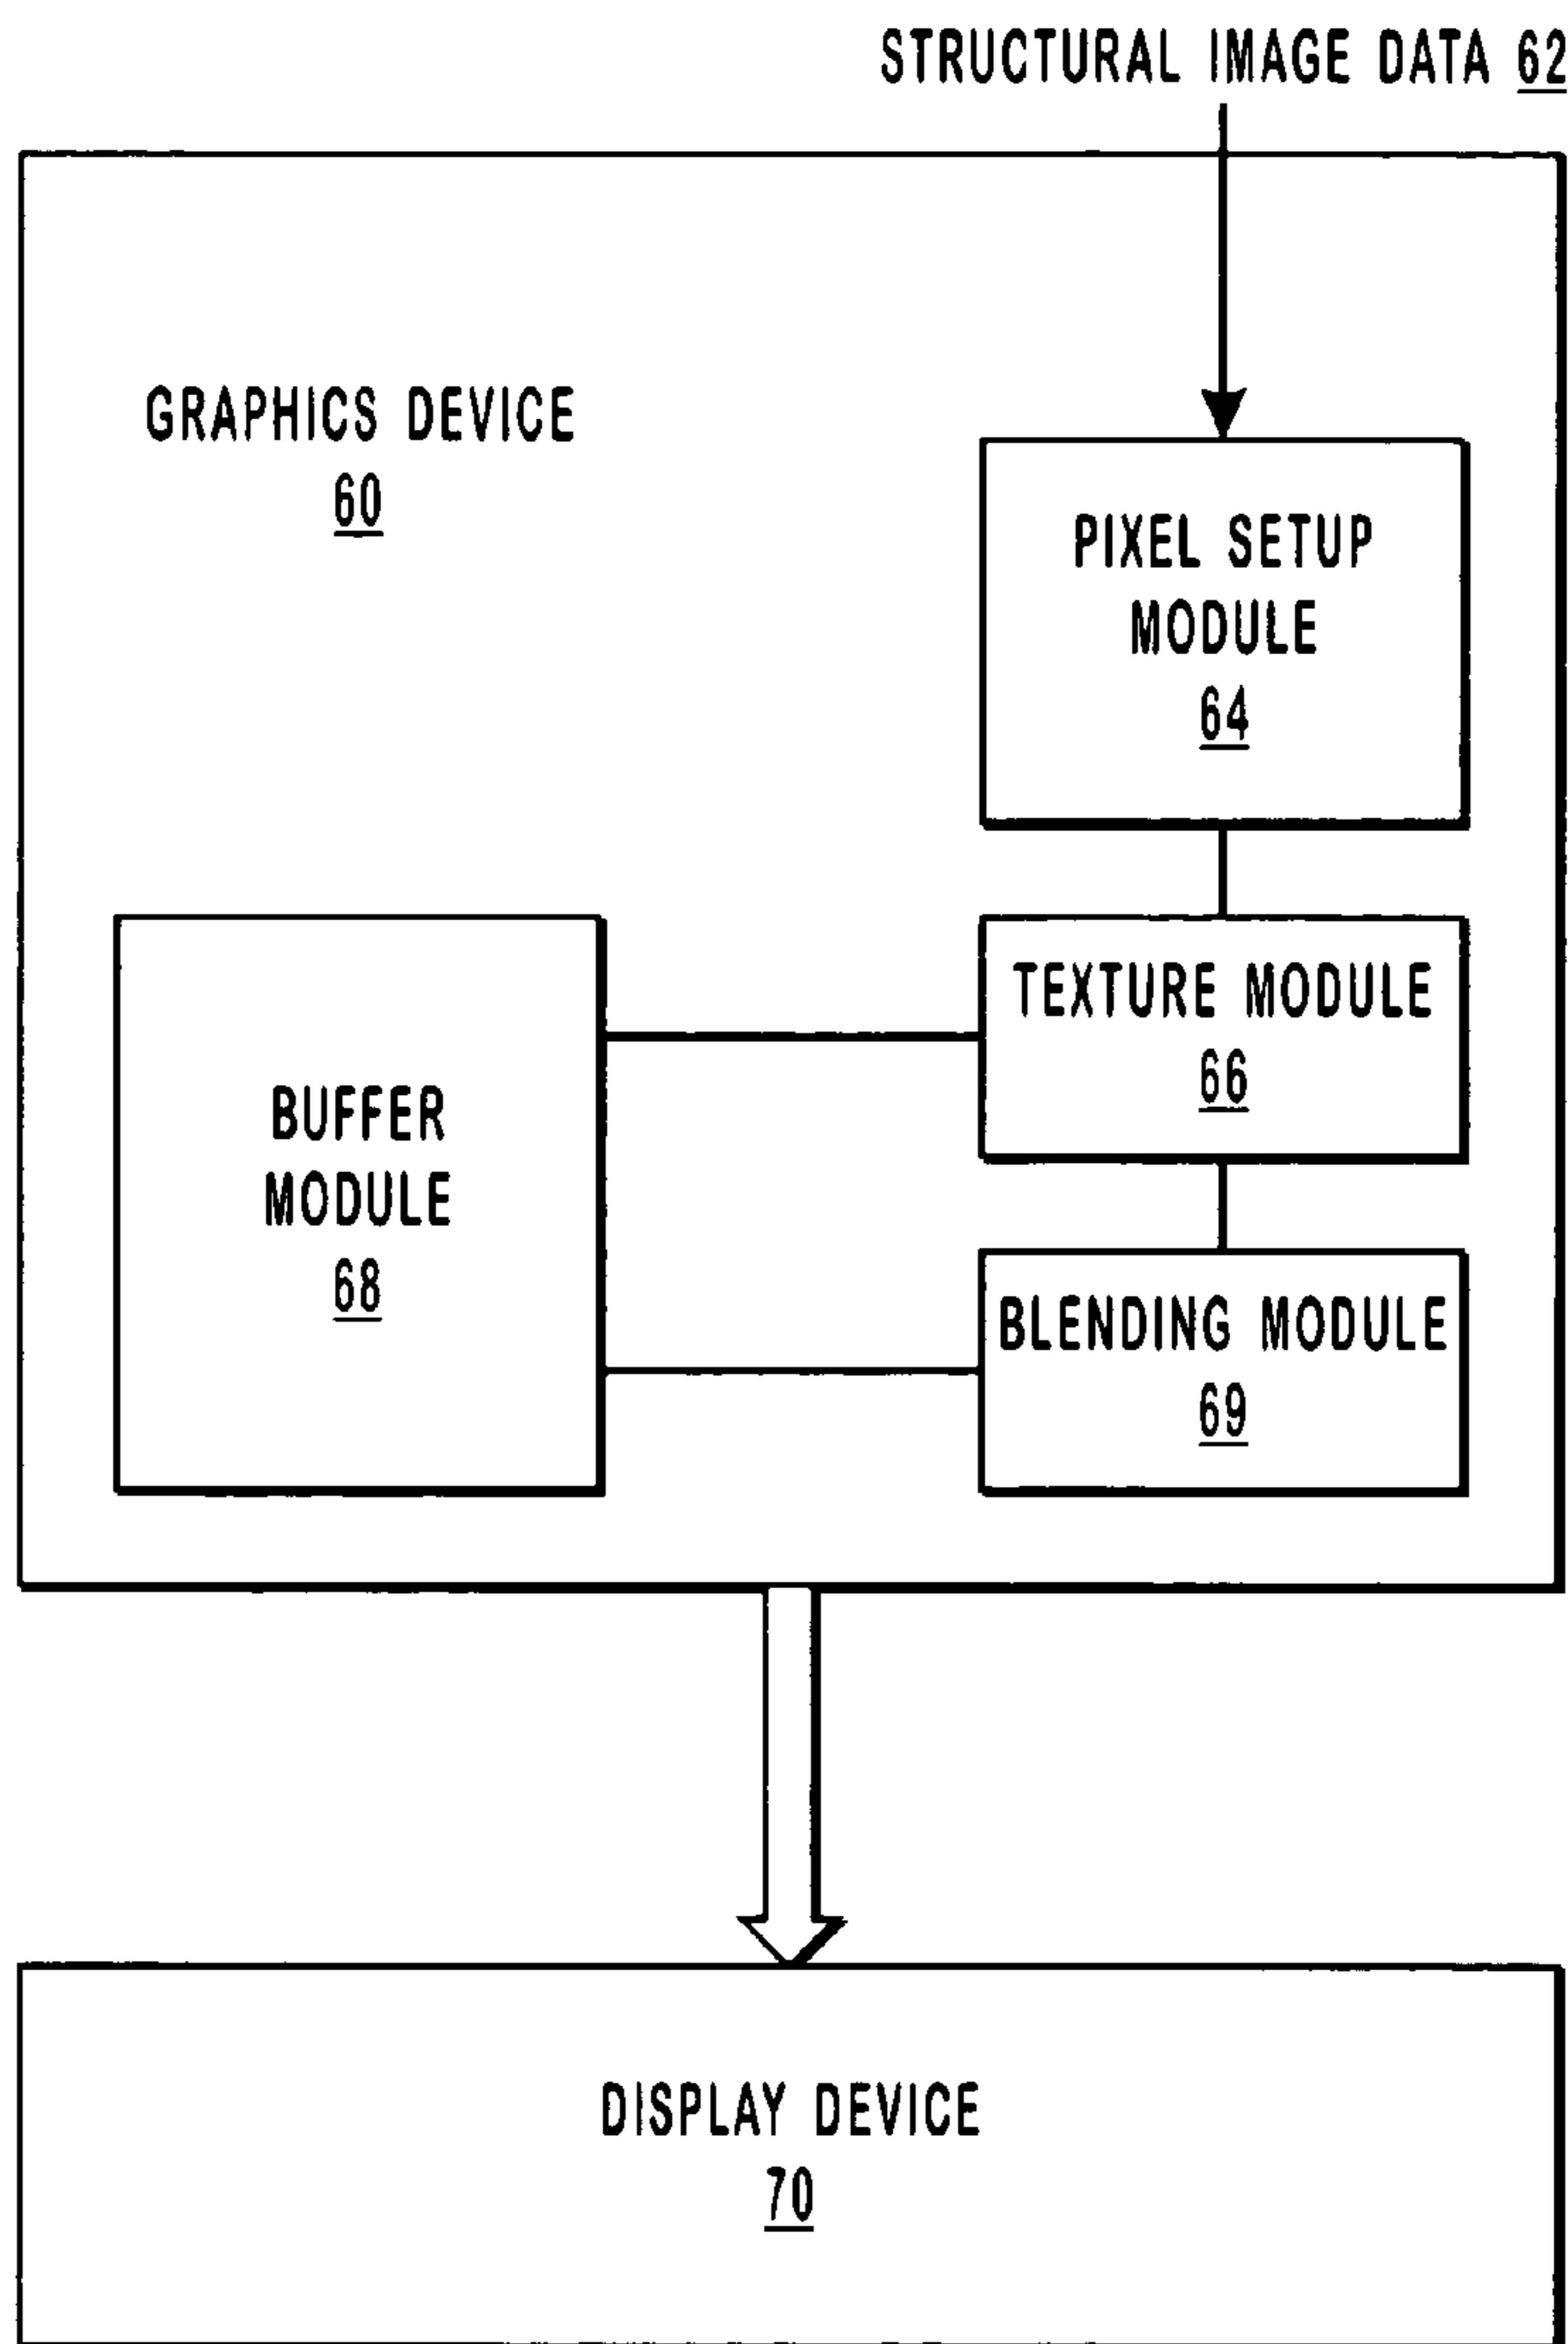 STRUCTURAL IMAGE DATA 62
GRAPHICS DEVICE
60
PIXEL SETUP
MODULE
64
TEXTURE MODULE
66
BUFFER
MODULE
68
BLENDING MODULE
69
DISPLAY DEVICE
70